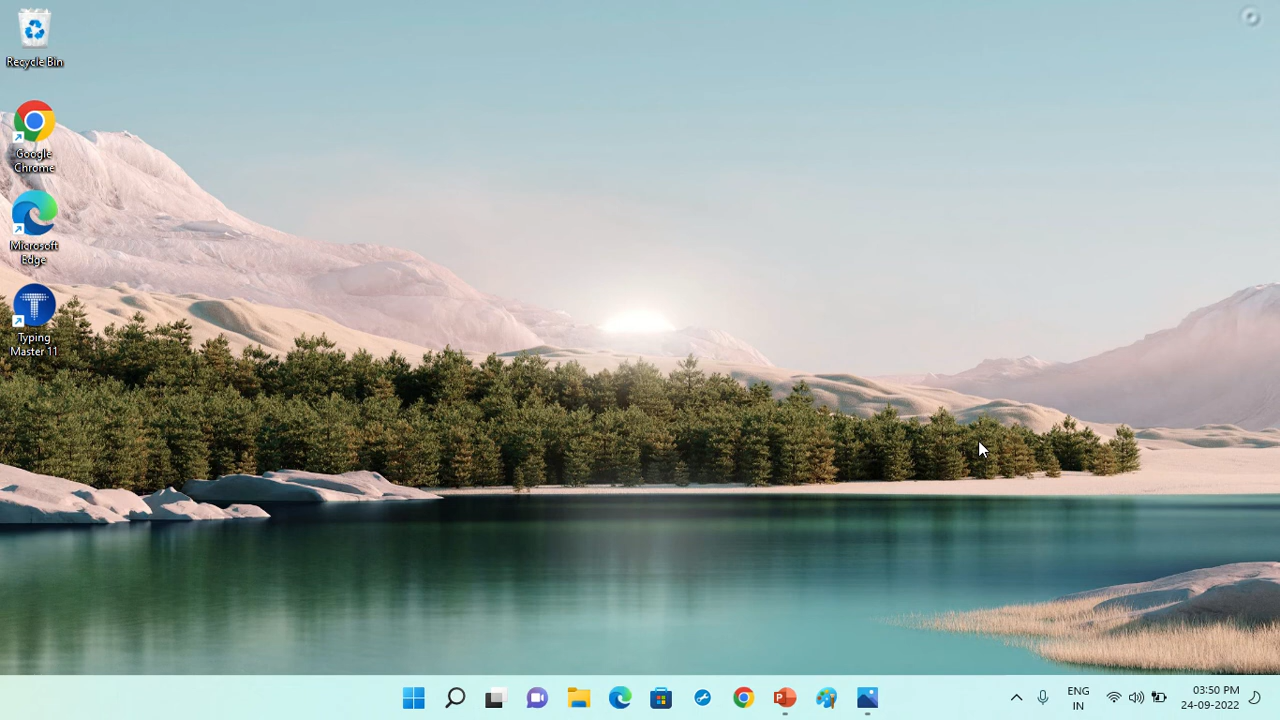 Recycle Bin
Google
Chrome
Microsoft
Edge
Typing
Master 11
ENG
IN
03:50 PM
24-09-2022